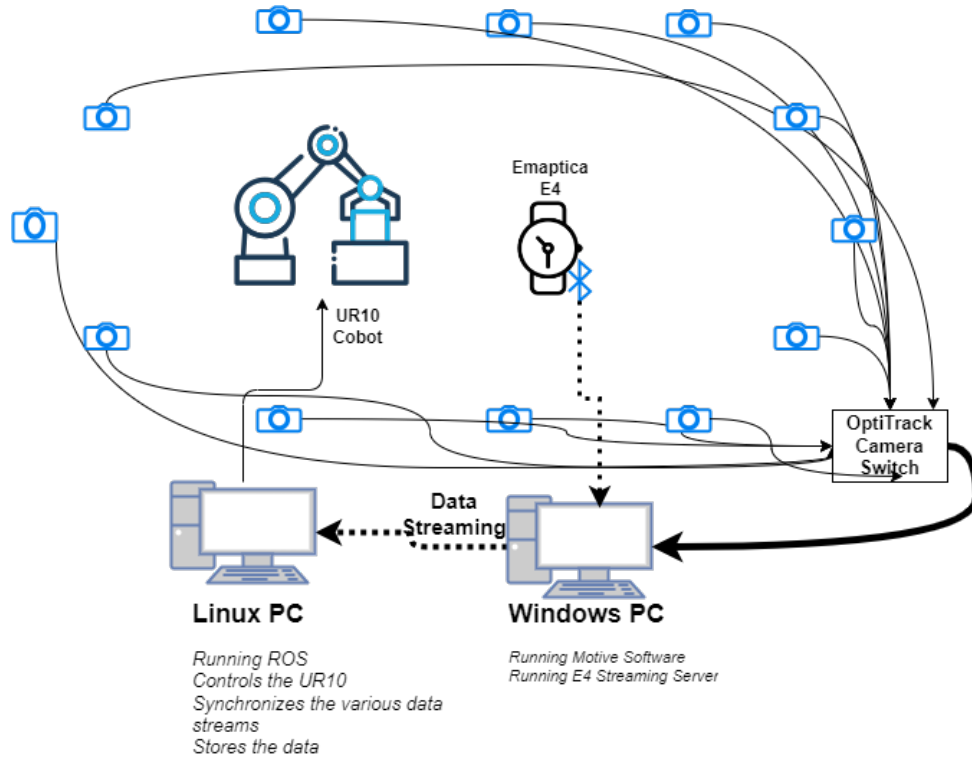 Emaptica
E4
UR10
Cobot
OptiTrack
Camera
Switch
Data
Streaming
Linux PC
Running ROS
Controls the UR10
Synchronizes the various data
streams
Stores the data
Windows PC
Running Motive Software
Running E4 Streaming Server